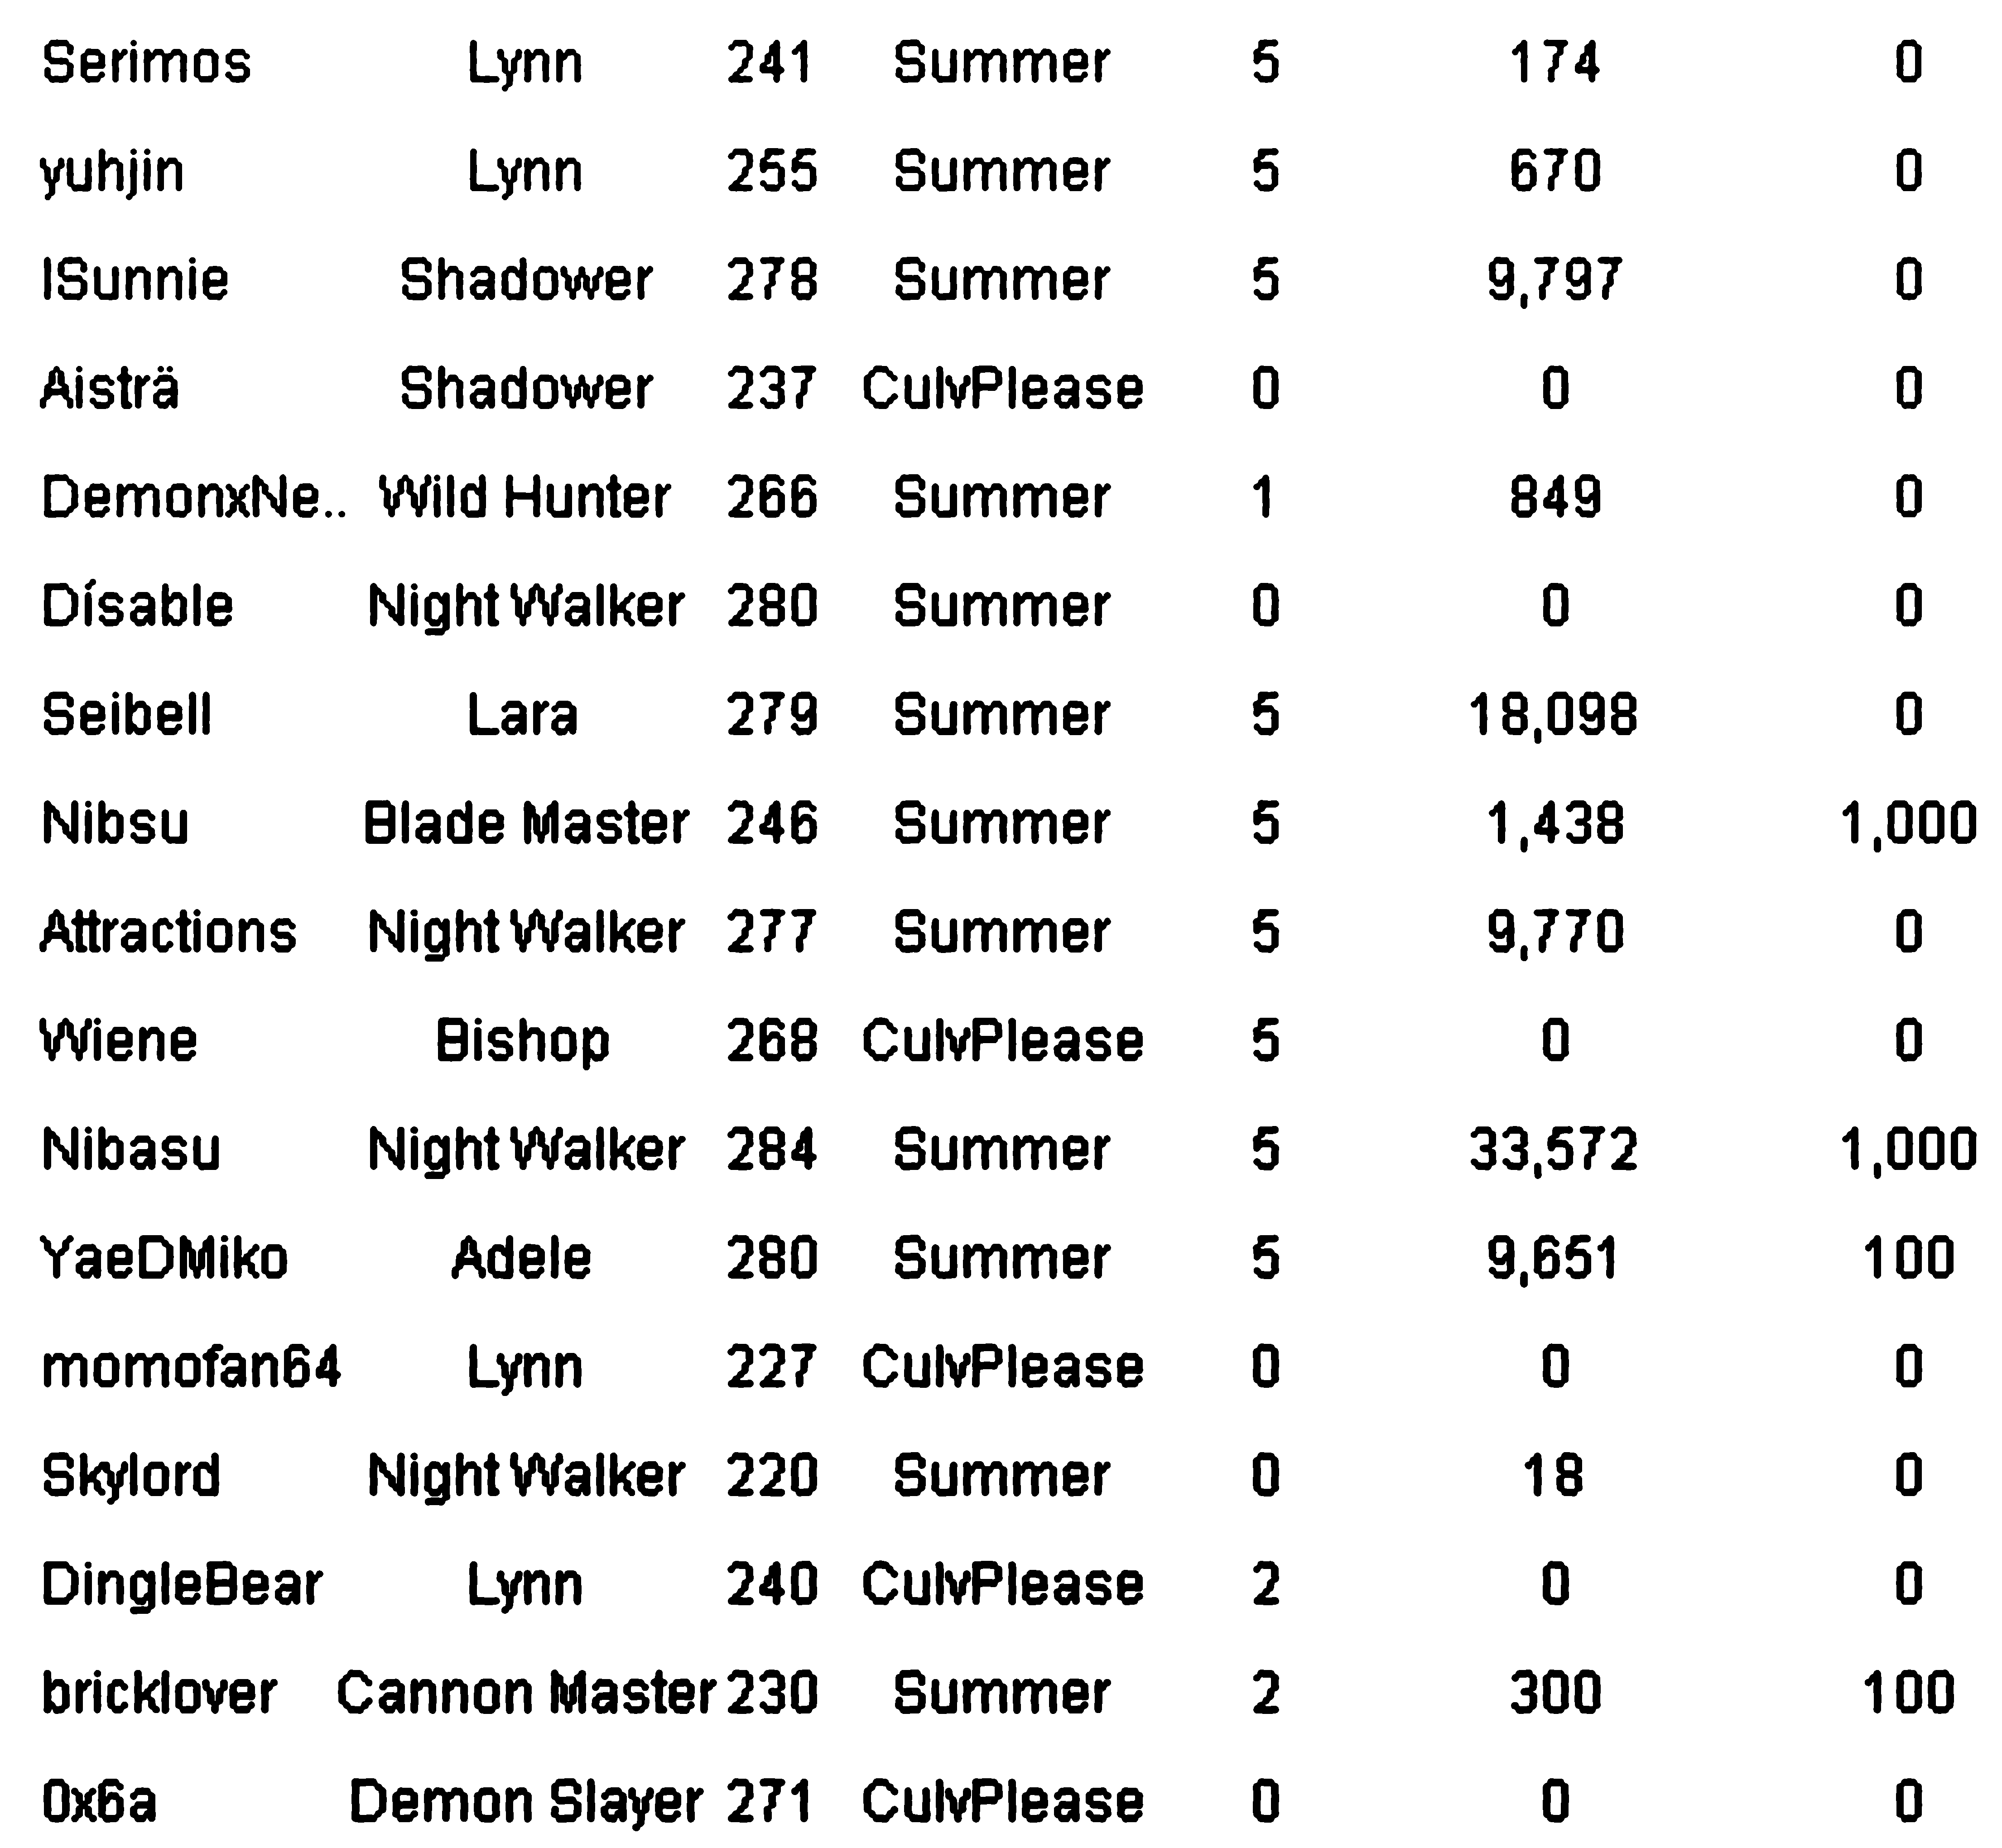 Serimos Lynn 241 Summer 5 174 0
yuhjin Lynn 255 Summer 5 670 0
ISunnie Shadower 278 Summer 5 9,797 0
Aisträ Shadower 237 CulvPlease 0 0 0
DemonxNe.. Wild Hunter 266 Summer 1 849 0
Dísable Night Walker 280 Summer 0 0 0
Seibell Lara 279 Summer 5 18,098 0
Nibsu Blade Master 246 Summer 5 1,438 1,000
Attractions Night Walker 277 Summer 5 9,770 0
Wiene Bishop 268 CulvPlease 5 0 0
Nibasu Night Walker 284 Summer 5 33,572 1,000
YaeDMiko Adele 280 Summer 5 9,651 100
momofan64 Lynn 227 CulvPlease 0 0 0
Skylord Night Walker 220 Summer 0 18 0
DingleBear Lynn 240 CulvPlease 2 0 0
bricklover Cannon Master 230 Summer 2 300 100
0x6a Demon Slayer 271 CulvPlease 0 0 0